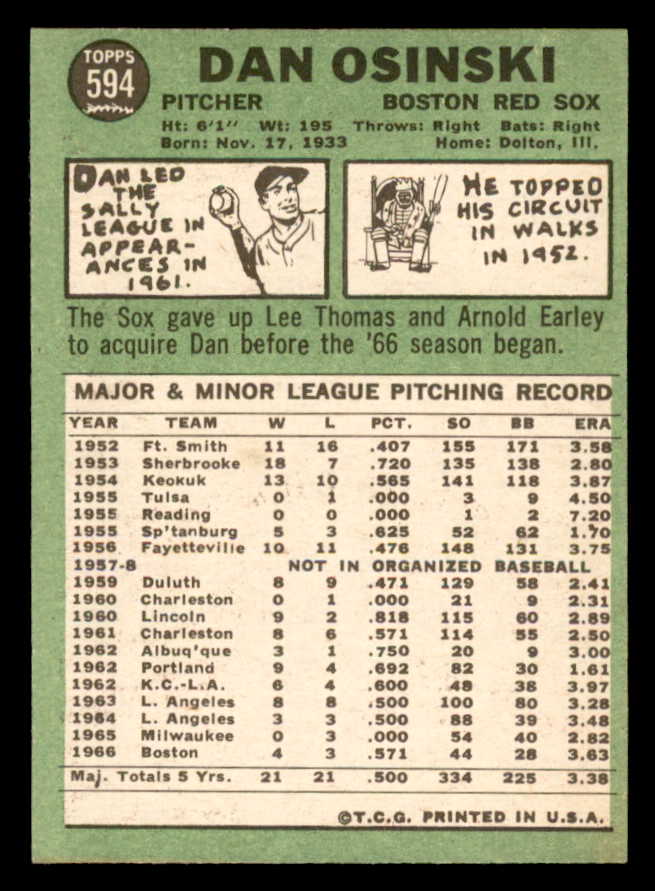 TOPPS
594
DAN OSINSKI
PITCHER BOSTON RED SOX
Ht: 6'1" Wt: 195 Throws: Right Bats: Right
Born: Nov. 17, 1933 Home: Dolton, Ill.
DAN LED
THE
SALLY
LEAGUE IN
APPEAR-
ANCES IN
1961.
HE TOPPED
HIS CIRCUIT
IN WALKS
IN 1952.
The Sox gave up Lee Thomas and Arnold Earley
to acquire Dan before the '66 season began.
MAJOR & MINOR LEAGUE PITCHING RECORD
YEAR TEAM W L PCT. SO BB ERA
1952 Ft. Smith 11 16 .407 155 171 3.58
1953 Sherbrooke 18 7 .720 135 138 2.80
1954 Keokuk 13 10 .565 141 118 3.87
1955 Tulsa 0 1 .000 3 9 4.50
1955 Reading 0 0 .000 1 2 7.20
1955 Sp'tanburg 5 3 .625 52 62 1.70
1956 Fayetteville 10 11 .476 148 131 3.75
1957-8 NOT IN ORGANIZED BASEBALL
1959 Duluth 8 9 .471 129 58 2.41
1960 Charleston 0 1 .000 21 9 2.31
1960 Lincoln 9 2 .818 115 60 2.89
1961 Charleston 8 6 .571 114 55 2.50
1962 Albuq'que 3 1 .750 20 9 3.00
1962 Portland 9 4 .692 82 30 1.61
1962 K.C.-L.A. 6 4 .600 48 38 3.97
1963 L. Angeles 8 8 .500 100 80 3.28
1964 L. Angeles 3 3 .500 88 39 3.48
1965 Milwaukee 0 3 .000 54 40 2.82
1966 Boston 4 3 .571 44 28 3.63
Maj. Totals 5 Yrs. 21 21 .500 334 225 3.38
©T.C.G. PRINTED IN U.S.A.